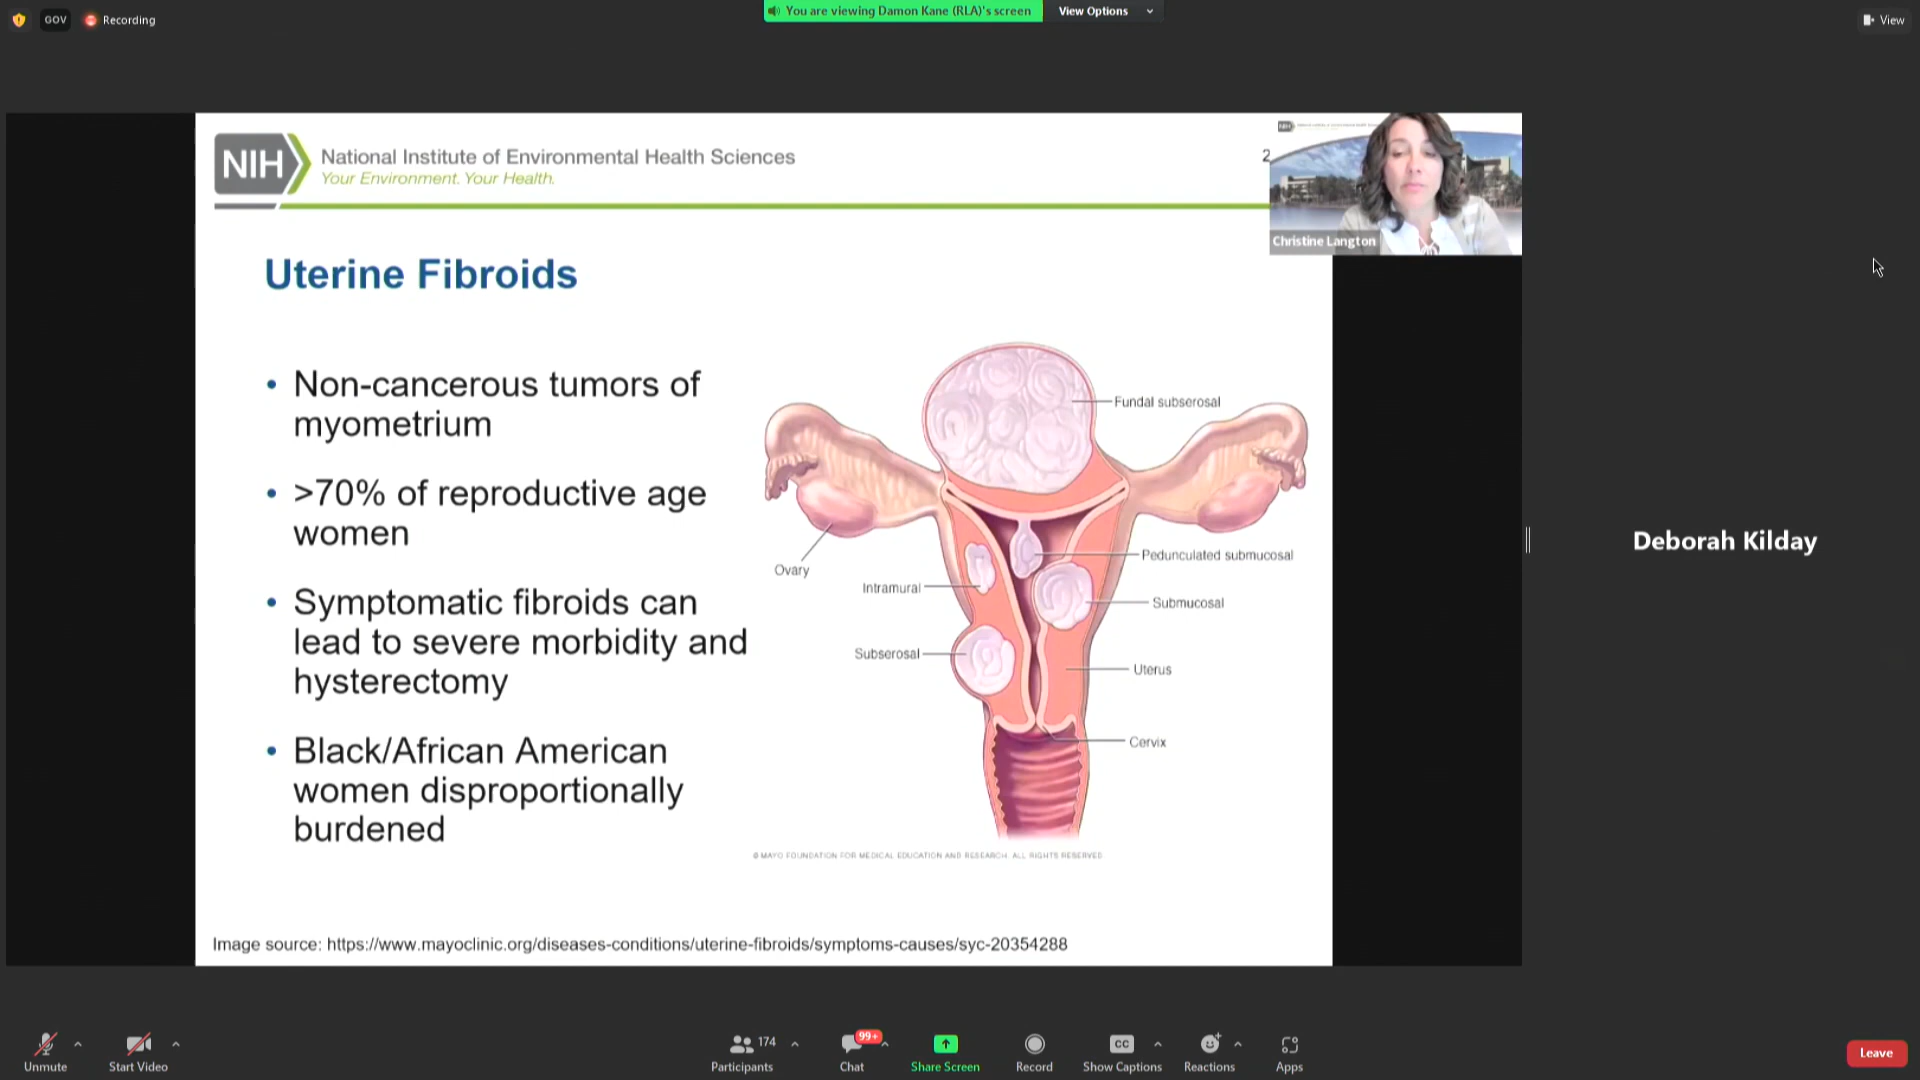 GOV
Recording
You are viewing Damon Kane (RLA)'s screen
View Options
View
NIH
National Institute of Environmental Health Sciences
Your Environment. Your Health.
2
Christine Langton
Uterine Fibroids
• Non-cancerous tumors of
myometrium
• >70% of reproductive age
women
• Symptomatic fibroids can
lead to severe morbidity and
hysterectomy
• Black/African American
women disproportionally
burdened
Fundal subserosal
Ovary
Pedunculated submucosal
Intramural
Submucosal
Subserosal
Uterus
Cervix
© MAYO FOUNDATION FOR MEDICAL EDUCATION AND RESEARCH. ALL RIGHTS RESERVED
Image source: https://www.mayoclinic.org/diseases-conditions/uterine-fibroids/symptoms-causes/syc-20354288
Deborah Kilday
Unmute
Start Video
174
Participants
99+
Chat
Share Screen
Record
CC
Show Captions
Reactions
Apps
Leave